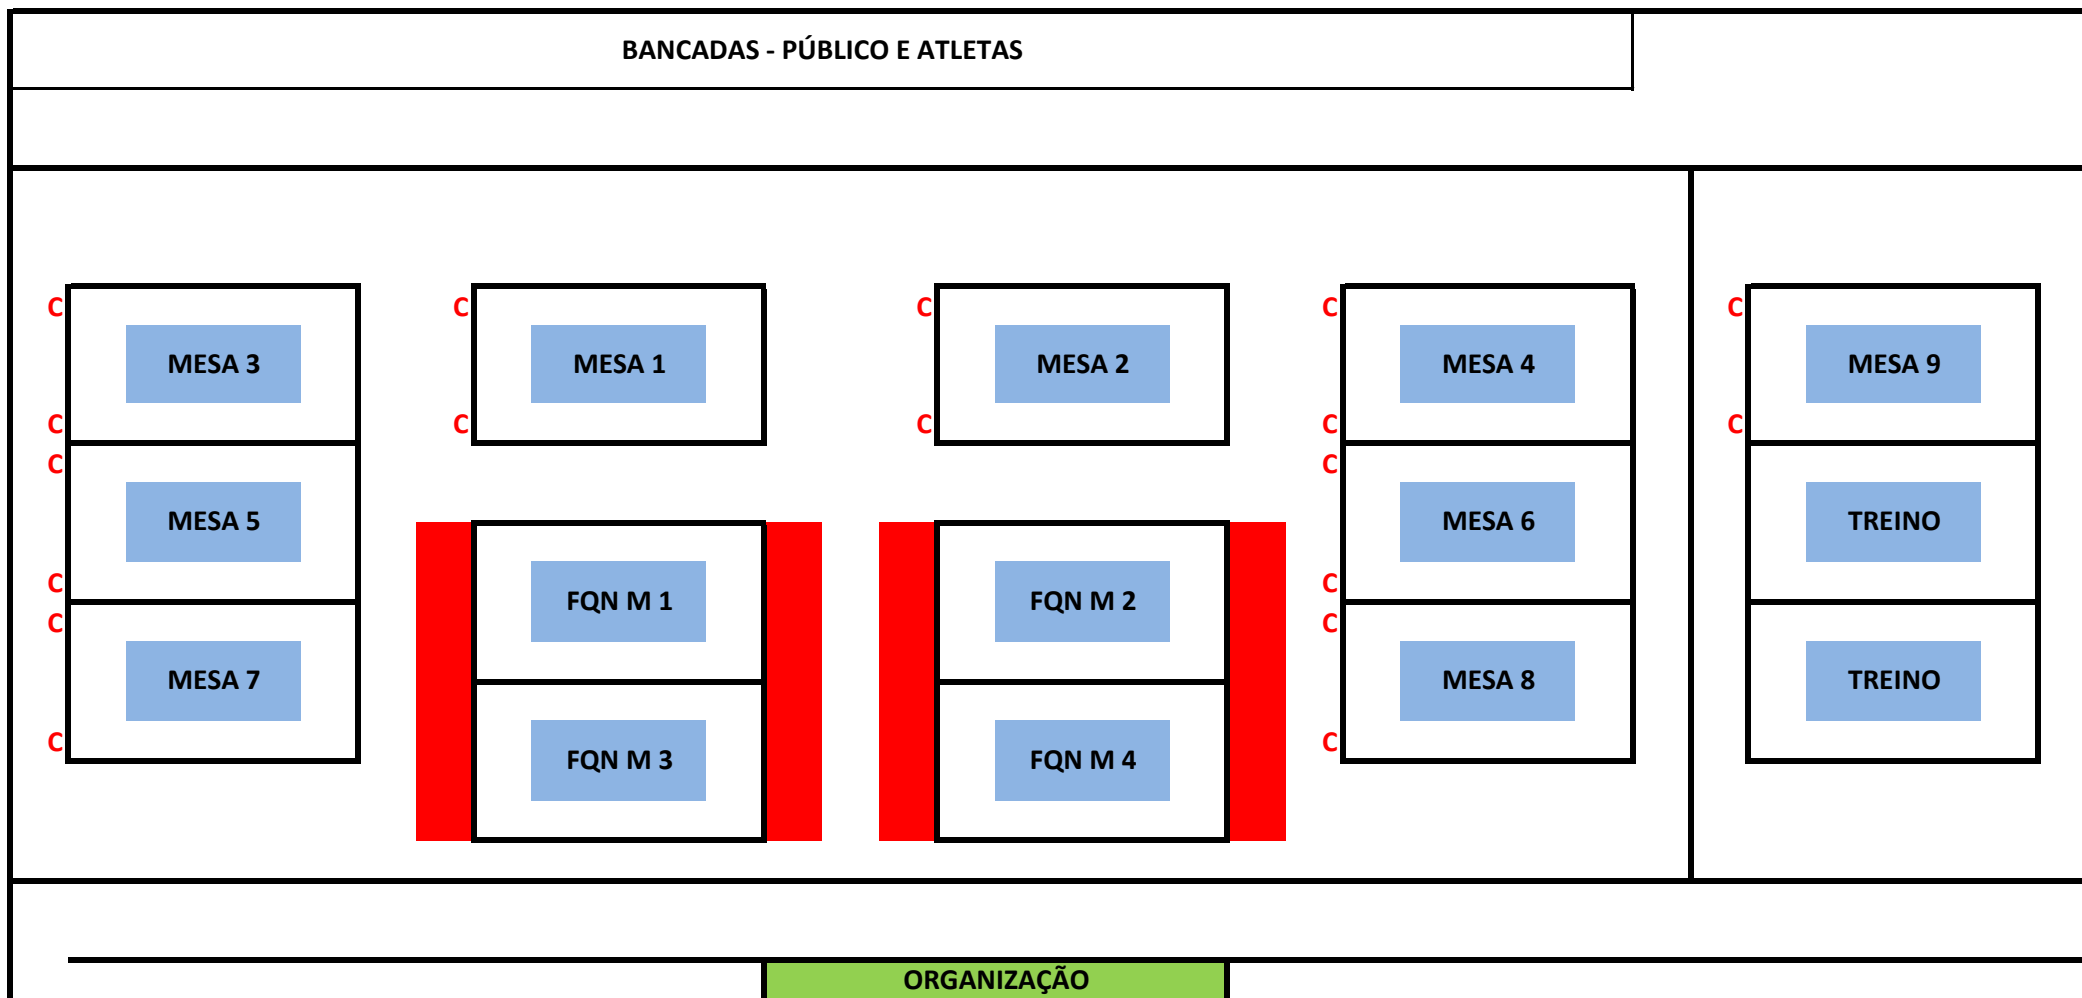 BANCADAS - PÚBLICO E ATLETAS
C C C C C
MESA 3 MESA 1 MESA 2 MESA 4 MESA 9
C C C C C
C C
MESA 5 MESA 6 TREINO
C C
FQN M 1 FQN M 2
C C
MESA 7 MESA 8 TREINO
C C
FQN M 3 FQN M 4
ORGANIZAÇÃO